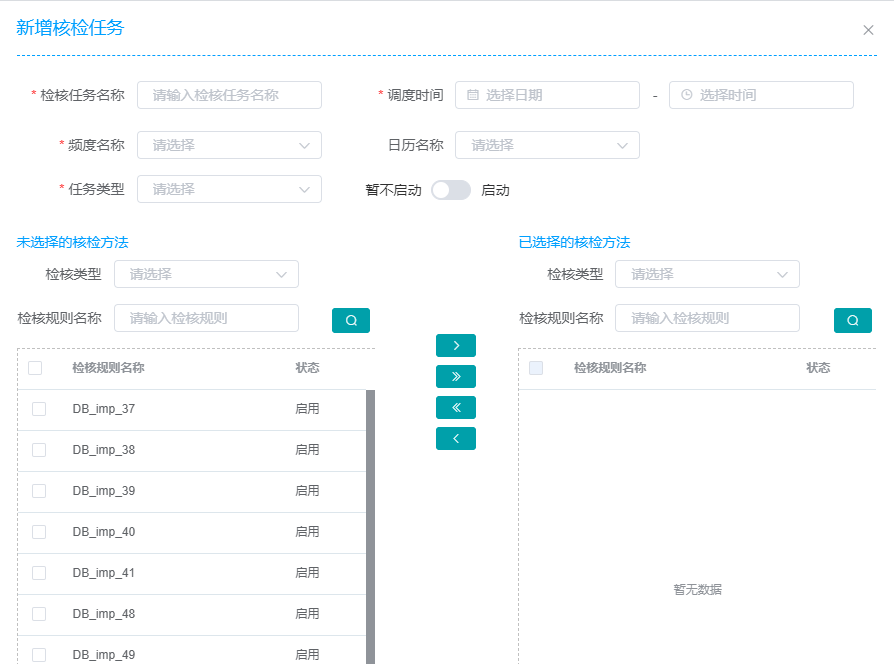 新增核检任务
* 检核任务名称 请输入检核任务名称 * 调度时间 选择日期 - 选择时间
* 频度名称 请选择 日历名称 请选择
* 任务类型 请选择 暂不启动 启动
未选择的核检方法 已选择的核检方法
检核类型 请选择 检核类型 请选择
检核规则名称 请输入检核规则 检核规则名称 请输入检核规则
检核规则名称 状态 检核规则名称 状态
DB_imp_37 启用
DB_imp_38 启用
DB_imp_39 启用
DB_imp_40 启用
DB_imp_41 启用
暂无数据
DB_imp_48 启用
DB_imp_49 启用